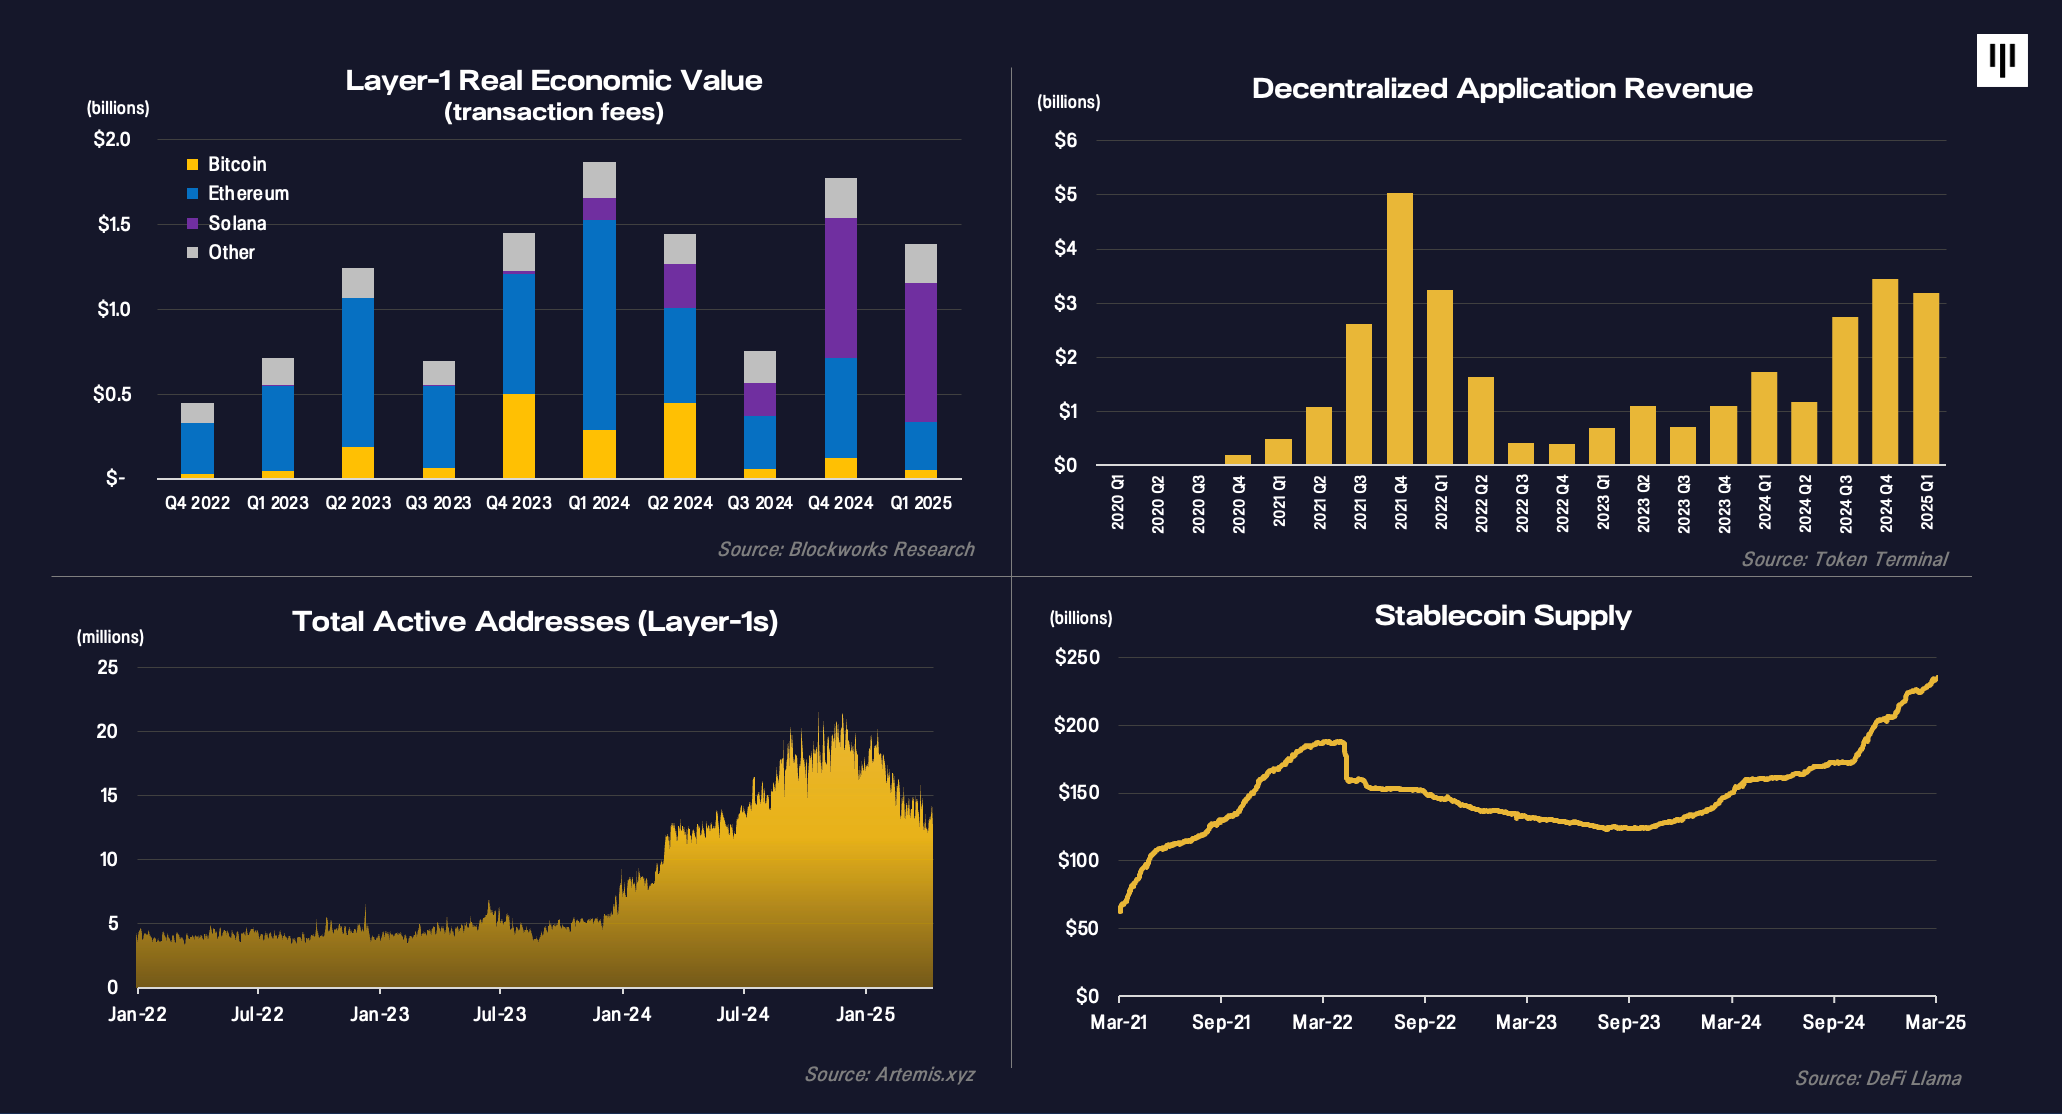 Layer-1 Real Economic Value
(transaction fees)
(billions)
$2.0
$1.5
$1.0
$0.5
$-
Bitcoin
Ethereum
Solana
Other
Q4 2022 Q1 2023 Q2 2023 Q3 2023 Q4 2023 Q1 2024 Q2 2024 Q3 2024 Q4 2024 Q1 2025
Source: Blockworks Research
Decentralized Application Revenue
(billions)
$6
$5
$4
$3
$2
$1
$0
2020 Q1
2020 Q2
2020 Q3
2020 Q4
2021 Q1
2021 Q2
2021 Q3
2021 Q4
2022 Q1
2022 Q2
2022 Q3
2022 Q4
2023 Q1
2023 Q2
2023 Q3
2023 Q4
2024 Q1
2024 Q2
2024 Q3
2024 Q4
2025 Q1
Source: Token Terminal
Total Active Addresses (Layer-1s)
(millions)
25
20
15
10
5
0
Jan-22 Jul-22 Jan-23 Jul-23 Jan-24 Jul-24 Jan-25
Source: Artemis.xyz
Stablecoin Supply
(billions)
$250
$200
$150
$100
$50
$0
Mar-21 Sep-21 Mar-22 Sep-22 Mar-23 Sep-23 Mar-24 Sep-24 Mar-25
Source: DeFi Llama